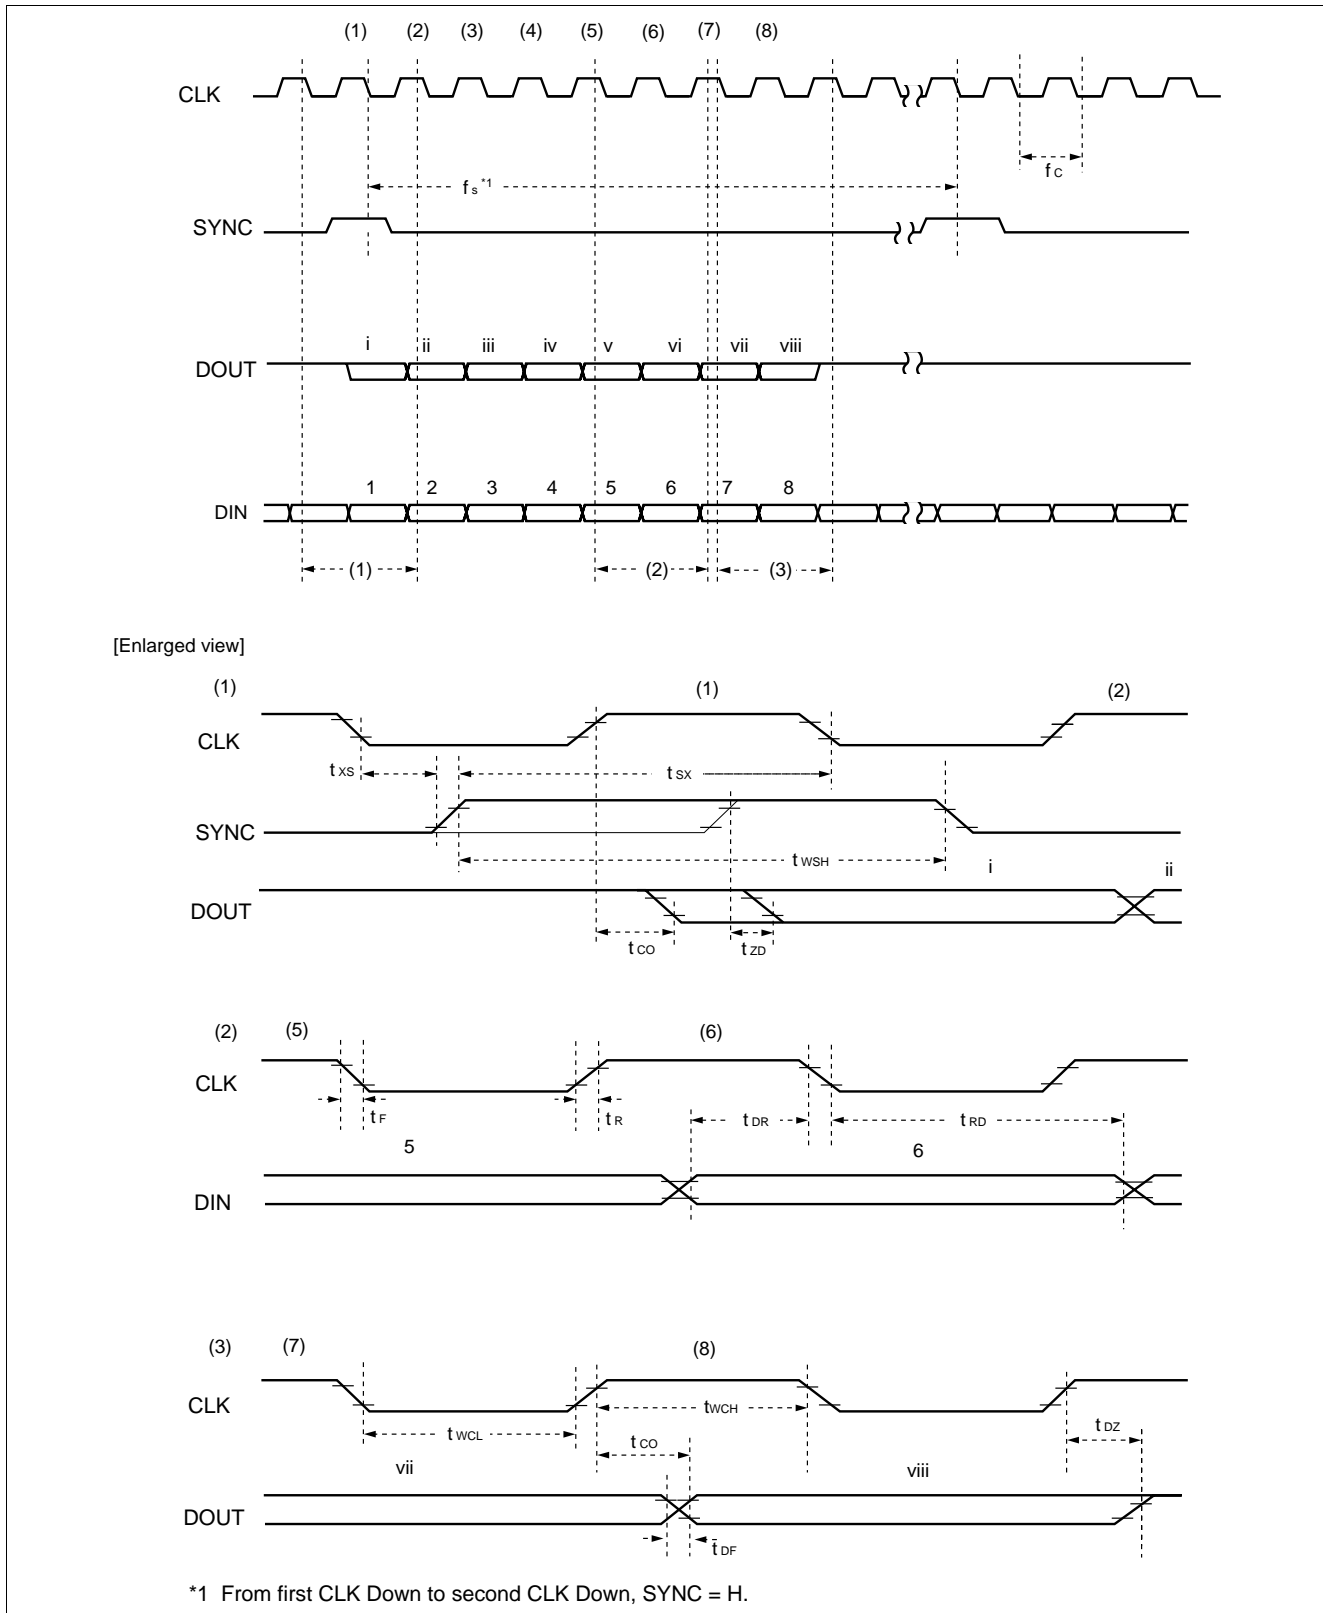 (1) (2) (3) (4) (5) (6) (7) (8)
CLK
fC
fs*1
SYNC
i ii iii iv v vi vii viii
DOUT
1 2 3 4 5 6 7 8
DIN
(1) (2) (3)
[Enlarged view]
(1) (1) (2)
CLK
tXS tSX
SYNC
tWSH
i ii
DOUT
tCO tZD
(2) (5) (6)
CLK
tF tR tDR tRD
5 6
DIN
(3) (7) (8)
CLK
tWCL tWCH tCO tDZ
vii viii
DOUT
tDF
*1 From first CLK Down to second CLK Down, SYNC = H.